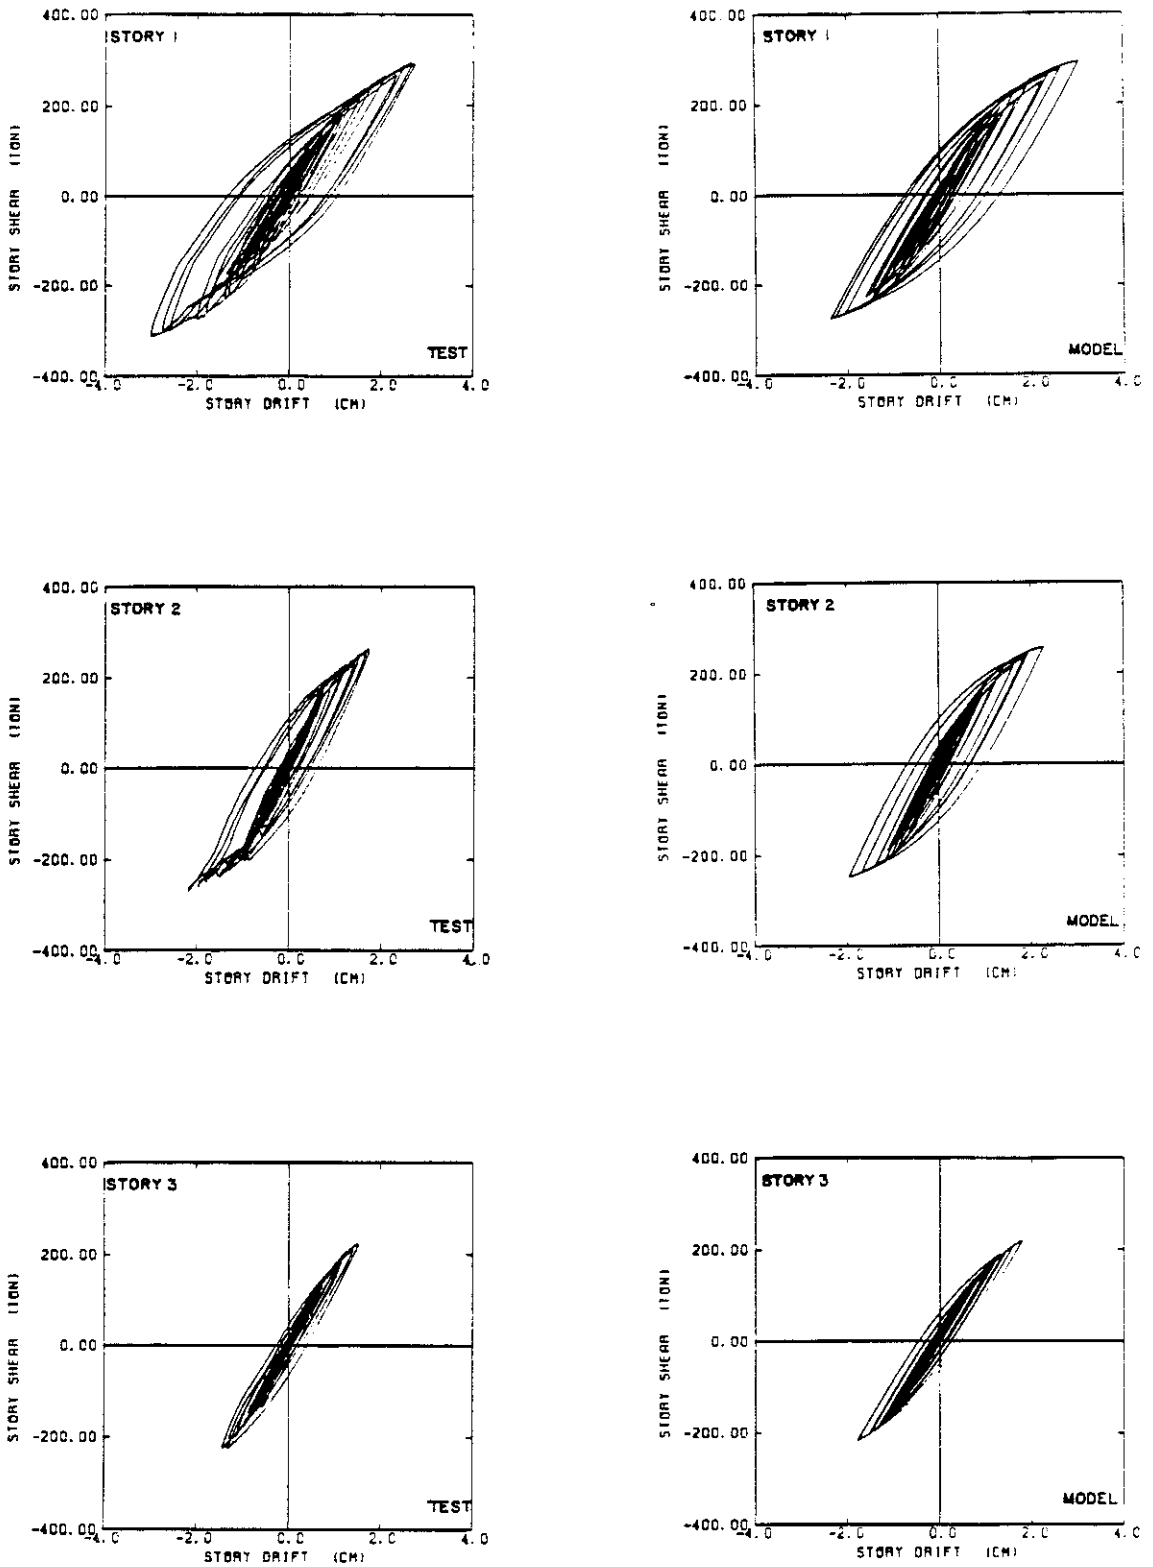 STORY 1
400.00
200.00
0.00
-200.00
-400.00
STORY SHEAR (TON)
-4.0 -2.0 0.0 2.0 4.0
STORY DRIFT (CM)
TEST
STORY 1
400.00
200.00
0.00
-200.00
-400.00
STORY SHEAR (TON)
-4.0 -2.0 0.0 2.0 4.0
STORY DRIFT (CM)
MODEL
STORY 2
400.00
200.00
0.00
-200.00
-400.00
STORY SHEAR (TON)
-4.0 -2.0 0.0 2.0 4.0
STORY DRIFT (CM)
TEST
STORY 2
400.00
200.00
0.00
-200.00
-400.00
STORY SHEAR (TON)
-4.0 -2.0 0.0 2.0 4.0
STORY DRIFT (CM)
MODEL
STORY 3
400.00
200.00
0.00
-200.00
-400.00
STORY SHEAR (TON)
-4.0 -2.0 0.0 2.0 4.0
STORY DRIFT (CM)
TEST
STORY 3
400.00
200.00
0.00
-200.00
-400.00
STORY SHEAR (TON)
-4.0 -2.0 0.0 2.0 4.0
STORY DRIFT (CM)
MODEL